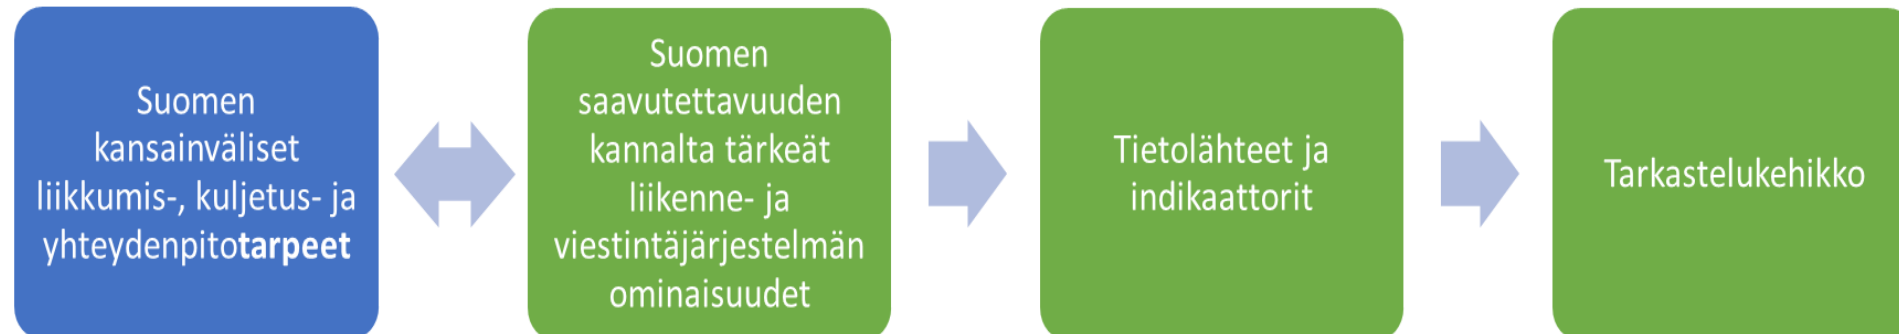 Suomen
kansainväliset
liikkumis-, kuljetus- ja
yhteydenpitotarpeet
Suomen
saavutettavuuden
kannalta tärkeät
liikenne- ja
viestintäjärjestelmän
ominaisuudet
Tietolähteet ja
indikaattorit
Tarkastelukehikko